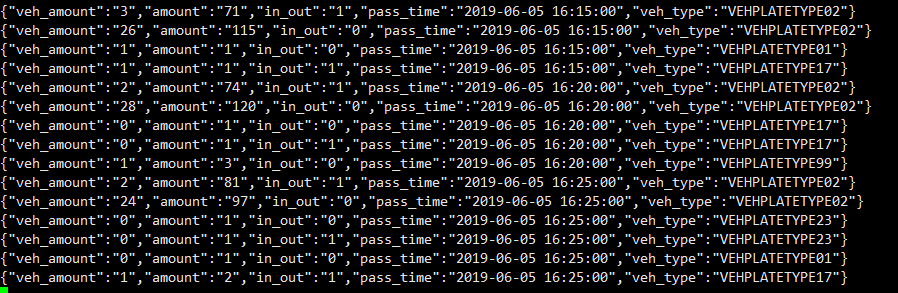 {"veh_amount":"3","amount":"71","in_out":"1","pass_time":"2019-06-05 16:15:00","veh_type":"VEHPLATETYPE02"}
{"veh_amount":"26","amount":"115","in_out":"0","pass_time":"2019-06-05 16:15:00","veh_type":"VEHPLATETYPE02"}
{"veh_amount":"1","amount":"1","in_out":"0","pass_time":"2019-06-05 16:15:00","veh_type":"VEHPLATETYPE01"}
{"veh_amount":"1","amount":"1","in_out":"1","pass_time":"2019-06-05 16:15:00","veh_type":"VEHPLATETYPE17"}
{"veh_amount":"2","amount":"74","in_out":"1","pass_time":"2019-06-05 16:20:00","veh_type":"VEHPLATETYPE02"}
{"veh_amount":"28","amount":"120","in_out":"0","pass_time":"2019-06-05 16:20:00","veh_type":"VEHPLATETYPE02"}
{"veh_amount":"0","amount":"1","in_out":"0","pass_time":"2019-06-05 16:20:00","veh_type":"VEHPLATETYPE17"}
{"veh_amount":"0","amount":"1","in_out":"1","pass_time":"2019-06-05 16:20:00","veh_type":"VEHPLATETYPE17"}
{"veh_amount":"1","amount":"3","in_out":"0","pass_time":"2019-06-05 16:20:00","veh_type":"VEHPLATETYPE99"}
{"veh_amount":"2","amount":"81","in_out":"1","pass_time":"2019-06-05 16:25:00","veh_type":"VEHPLATETYPE02"}
{"veh_amount":"24","amount":"97","in_out":"0","pass_time":"2019-06-05 16:25:00","veh_type":"VEHPLATETYPE02"}
{"veh_amount":"0","amount":"1","in_out":"0","pass_time":"2019-06-05 16:25:00","veh_type":"VEHPLATETYPE23"}
{"veh_amount":"0","amount":"1","in_out":"1","pass_time":"2019-06-05 16:25:00","veh_type":"VEHPLATETYPE23"}
{"veh_amount":"0","amount":"1","in_out":"0","pass_time":"2019-06-05 16:25:00","veh_type":"VEHPLATETYPE01"}
{"veh_amount":"1","amount":"2","in_out":"1","pass_time":"2019-06-05 16:25:00","veh_type":"VEHPLATETYPE17"}